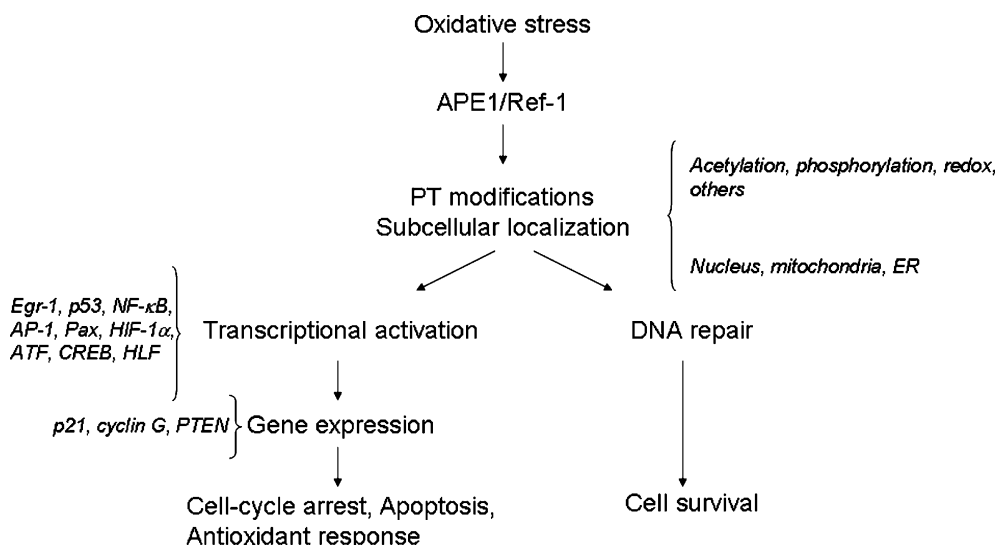 Oxidative stress
APE1/Ref-1
PT modifications
Subcellular localization
Acetylation, phosphorylation, redox,
others
Nucleus, mitochondria, ER
Egr-1, p53, NF-κB,
AP-1, Pax, HIF-1α,
ATF, CREB, HLF
Transcriptional activation
DNA repair
p21, cyclin G, PTEN
Gene expression
Cell-cycle arrest, Apoptosis,
Antioxidant response
Cell survival